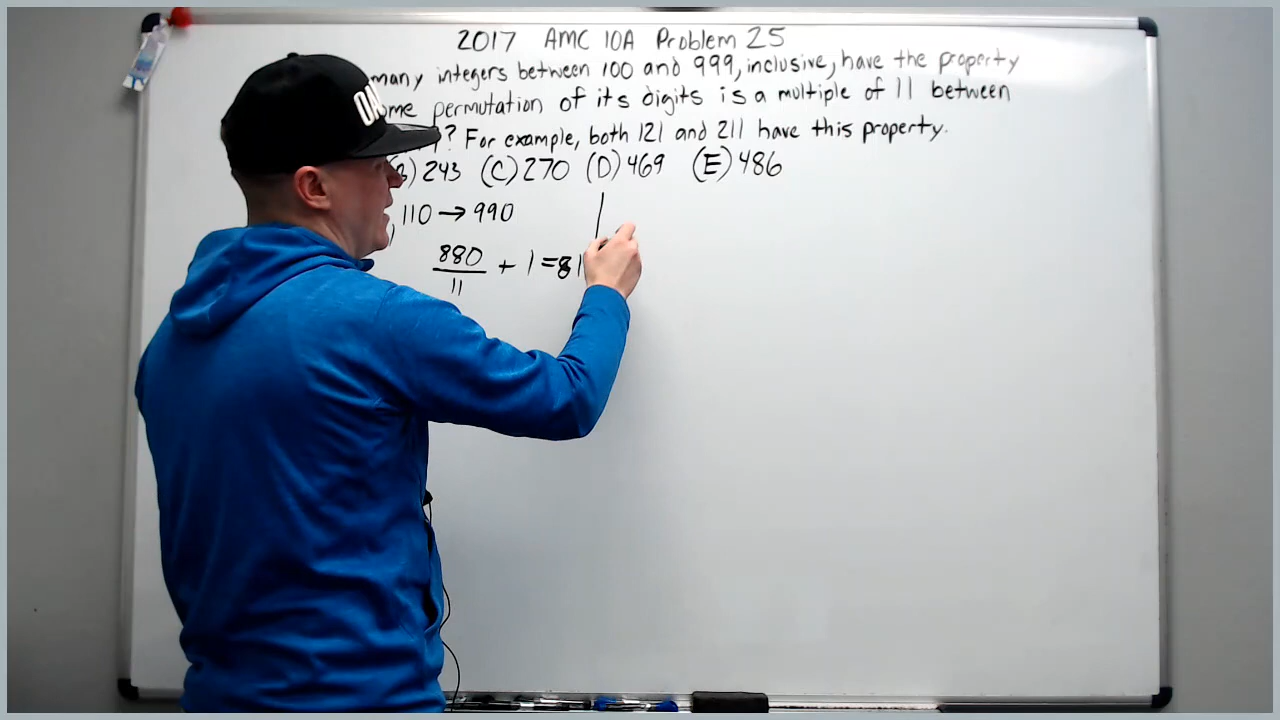 2017 AMC 10A Problem 25
many integers between 100 and 999, inclusive, have the property
permutation of its digits is a multiple of 11 between
? For example, both 121 and 211 have this property.
243 (C) 270 (D) 469 (E) 486
110 → 990
880
11
+ 1 = 81